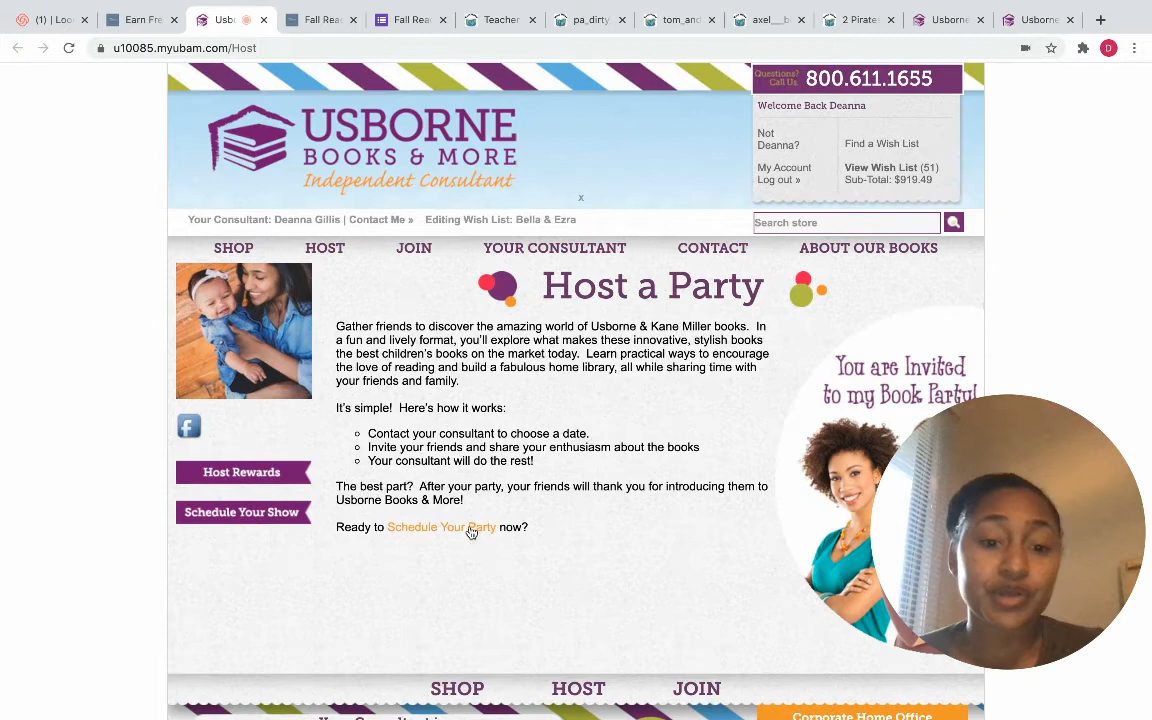 (1) | Loo
Earn Fre
Usb
Fall Rea
Fall Rea
Teacher
pa_dirty
tom_and
axel___b
2 Pirate
Usborne
Usborne
u10085.myubam.com/Host
D
Questions?
Call Us
800.611.1655
Welcome Back Deanna
Not
Deanna?
Find a Wish List
My Account
Log out »
View Wish List (51)
Sub-Total: $919.49
USBORNE
BOOKS & MORE
Independent Consultant
x
Your Consultant: Deanna Gillis | Contact Me »
Editing Wish List: Bella & Ezra
Search store
SHOP
HOST
JOIN
YOUR CONSULTANT
CONTACT
ABOUT OUR BOOKS
Host a Party
Gather friends to discover the amazing world of Usborne & Kane Miller books. In
a fun and lively format, you'll explore what makes these innovative, stylish books
the best children's books on the market today. Learn practical ways to encourage
the love of reading and build a fabulous home library, all while sharing time with
your friends and family.
It's simple! Here's how it works:
Contact your consultant to choose a date.
Invite your friends and share your enthusiasm about the books
Your consultant will do the rest!
The best part? After your party, your friends will thank you for introducing them to
Usborne Books & More!
Ready to Schedule Your Party now?
f
Host Rewards
Schedule Your Show
You are Invited
to my Book Party!
SHOP
HOST
JOIN
Corporate Home Office